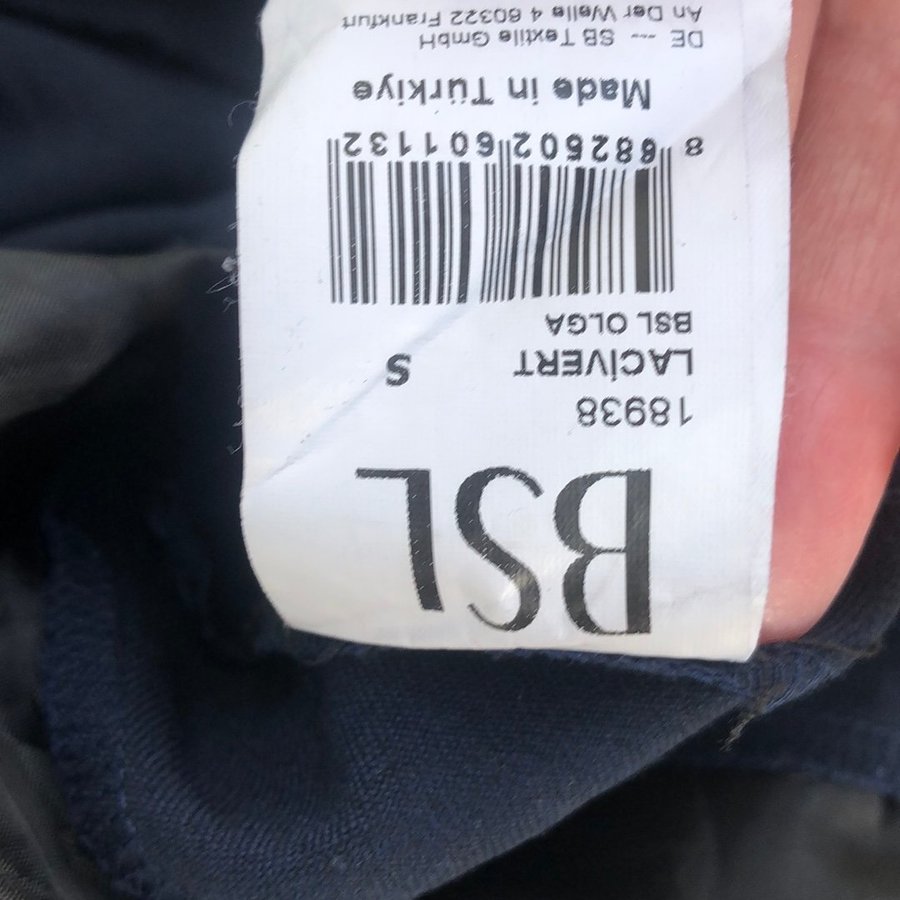 BSL
18938
LACİVERT S
BSL OLGA
8 682502 601132
Made in Türkiye
DE --- SB Textile GmbH
An Der Welle 4 60322 Frankfurt